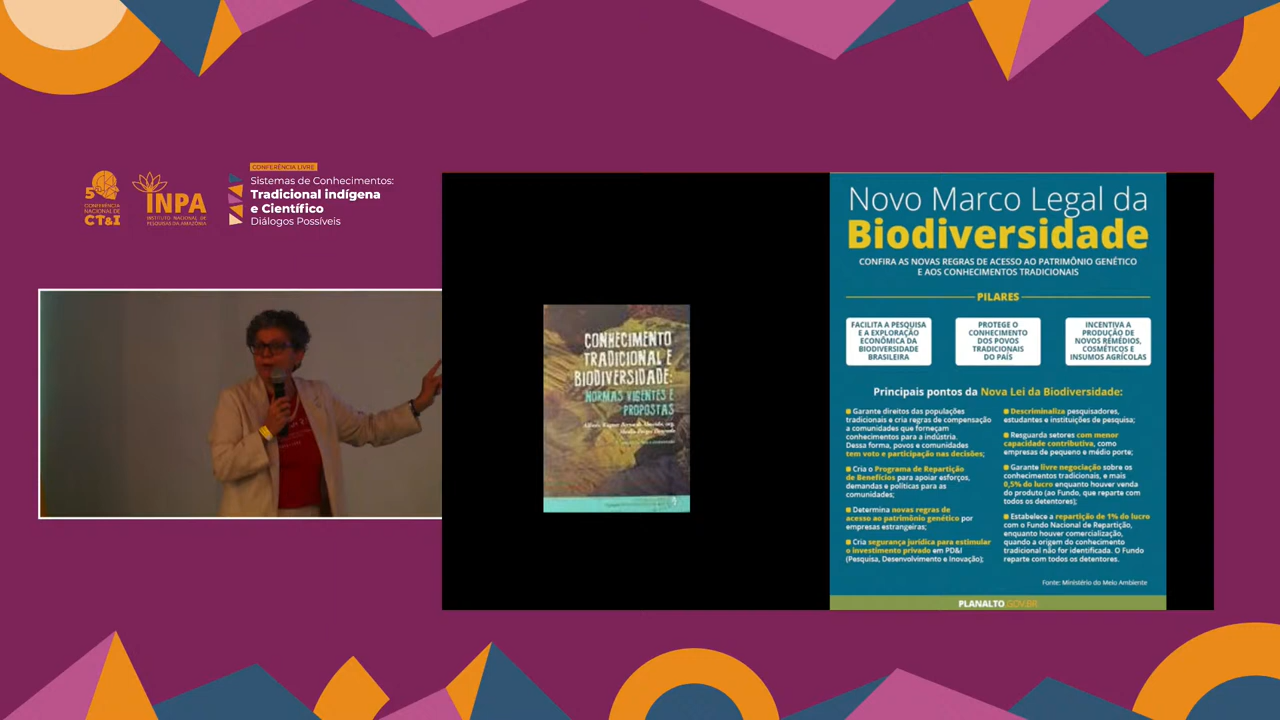 CONFERÊNCIA LIVRE
5
CONFERÊNCIA
NACIONAL DE
CT&I
INPA
INSTITUTO NACIONAL DE
PESQUISAS DA AMAZÔNIA
Sistemas de Conhecimentos:
Tradicional indígena
e Científico
Diálogos Possíveis
CONHECIMENTO
TRADICIONAL E
BIODIVERSIDADE:
NORMAS VIGENTES E
PROPOSTAS
Novo Marco Legal da
Biodiversidade
CONFIRA AS NOVAS REGRAS DE ACESSO AO PATRIMÔNIO GENÉTICO
E AOS CONHECIMENTOS TRADICIONAIS
PILARES
FACILITA A PESQUISA
E A EXPLORAÇÃO
ECONÔMICA DA
BIODIVERSIDADE
BRASILEIRA
PROTEGE O
CONHECIMENTO
DOS POVOS
TRADICIONAIS
DO PAÍS
INCENTIVA A
PRODUÇÃO DE
NOVOS REMÉDIOS,
COSMÉTICOS E
INSUMOS AGRÍCOLAS
Principais pontos da Nova Lei da Biodiversidade:
Garante direitos das populações
tradicionais e cria regras de compensação
a comunidades que forneçam
conhecimentos para a indústria.
Dessa forma, povos e comunidades
tem voto e participação nas decisões;
Cria o Programa de Repartição
de Benefícios para apoiar esforços,
demandas e políticas para as
comunidades;
Determina novas regras de
acesso ao patrimônio genético por
empresas estrangeiras;
Cria segurança jurídica para estimular
o investimento privado em PD&I
(Pesquisa, Desenvolvimento e Inovação);
Descriminaliza pesquisadores,
estudantes e instituições de pesquisa;
Resguarda setores com menor
capacidade contributiva, como
empresas de pequeno e médio porte;
Garante livre negociação sobre os
conhecimentos tradicionais, e mais
0,5% do lucro enquanto houver venda
do produto (ao Fundo, que reparte com
todos os detentores);
Estabelece a repartição de 1% do lucro
com o Fundo Nacional de Repartição,
enquanto houver comercialização,
quando a origem do conhecimento
tradicional não for identificada. O Fundo
reparte com todos os detentores.
Fonte: Ministério do Meio Ambiente
PLANALTO.GOV.BR